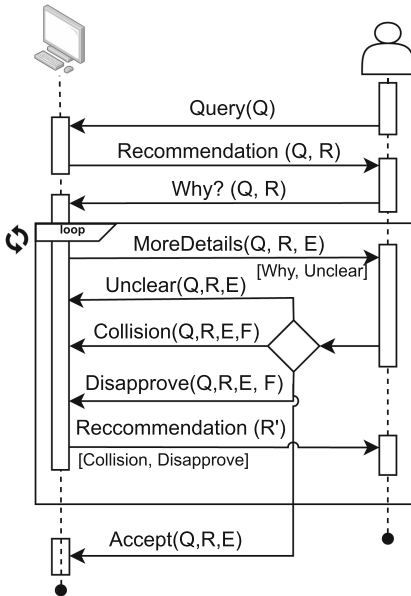 Query(Q)
Recommendation (Q, R)
Why? (Q, R)
loop
MoreDetails(Q, R, E)
[Why, Unclear]
Unclear(Q,R,E)
Collision(Q,R,E,F)
Disapprove(Q,R,E, F)
Reccommendation (R')
[Collision, Disapprove]
Accept(Q,R,E)